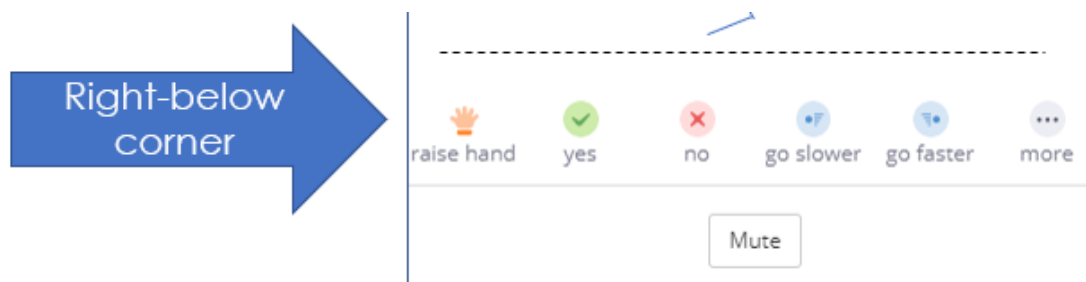 Right-below
corner
raise hand yes no go slower go faster more
Mute